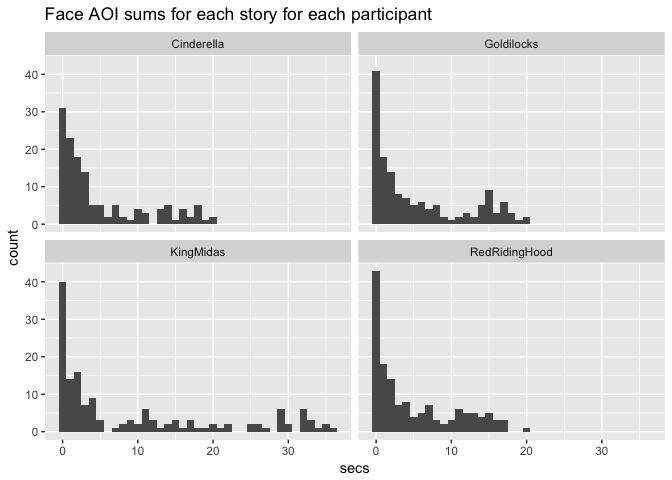 Face AOI sums for each story for each participant
Cinderella
Goldilocks
40
30
20
10
0
count
KingMidas
RedRidingHood
40
30
20
10
0
0 10 20 30 0 10 20 30
secs